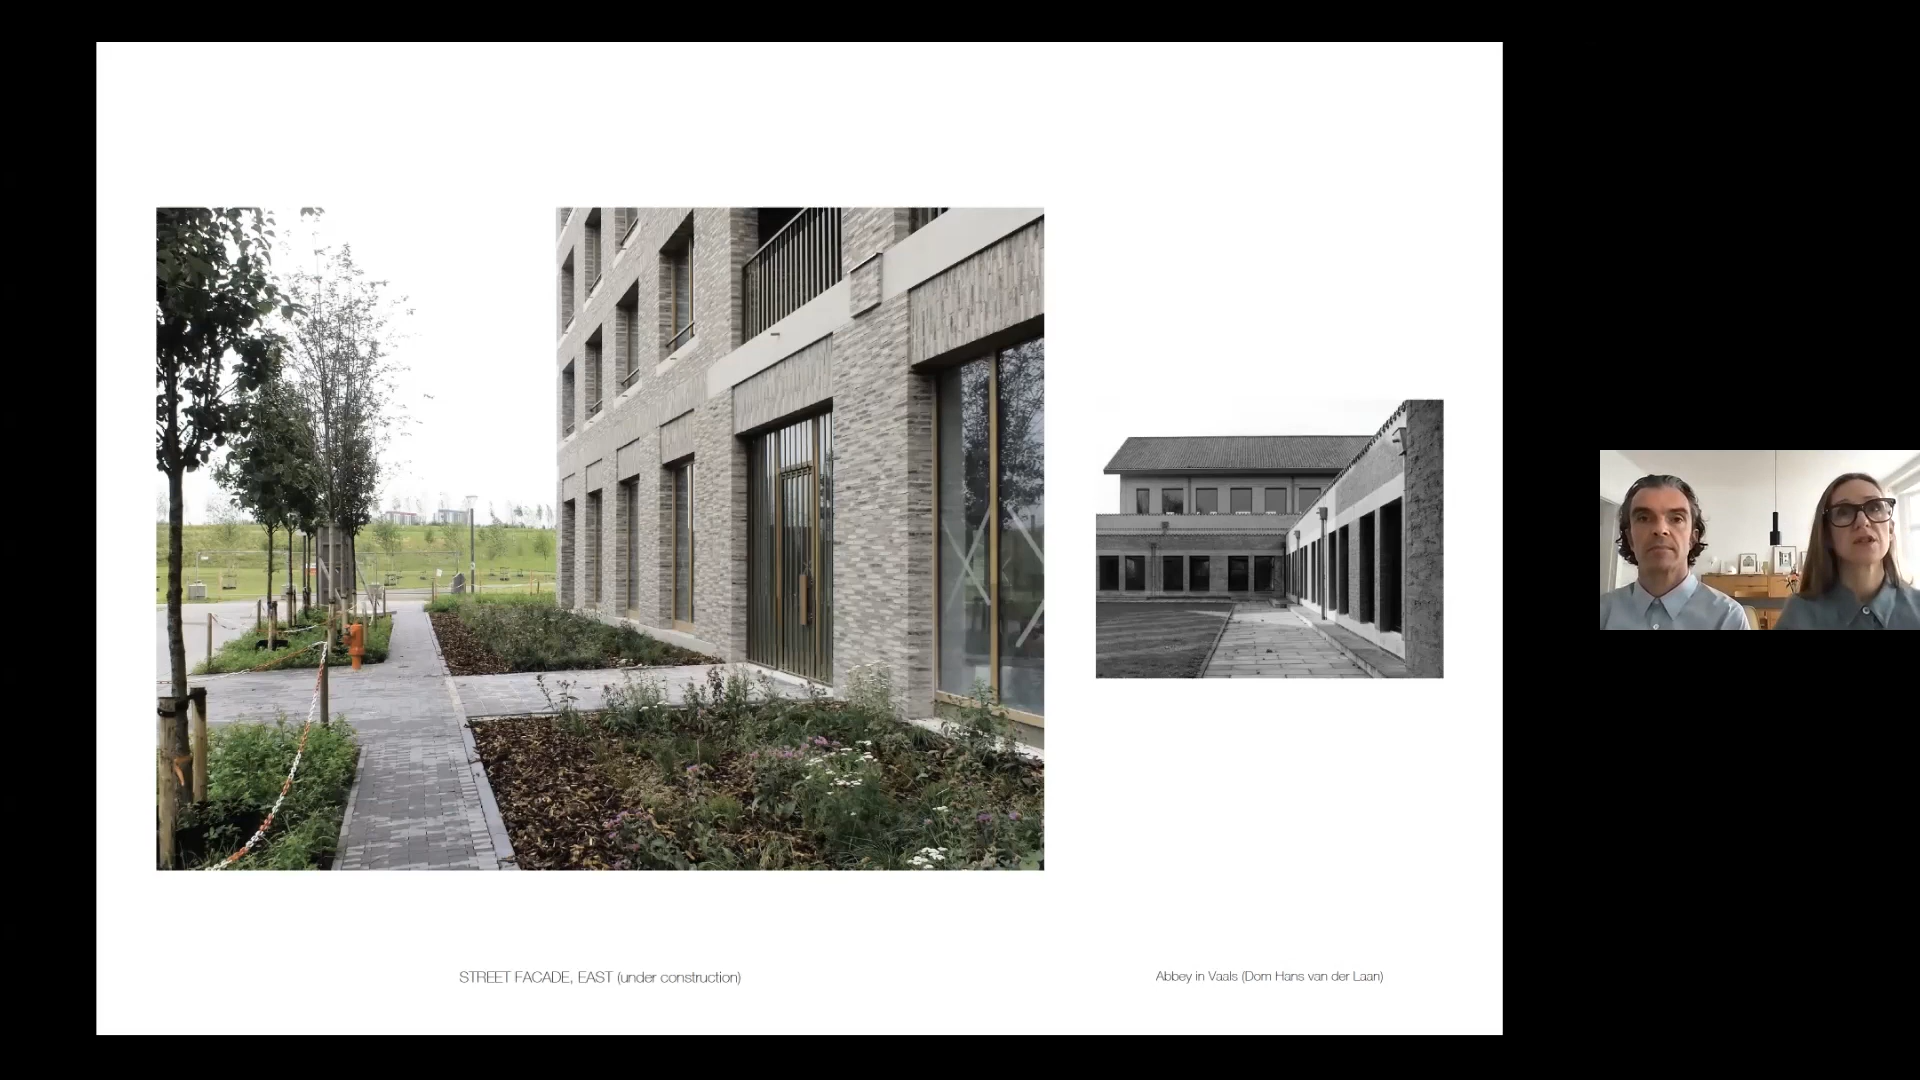 STREET FACADE, EAST (under construction)
Abbey in Vaals (Dom Hans van der Laan)